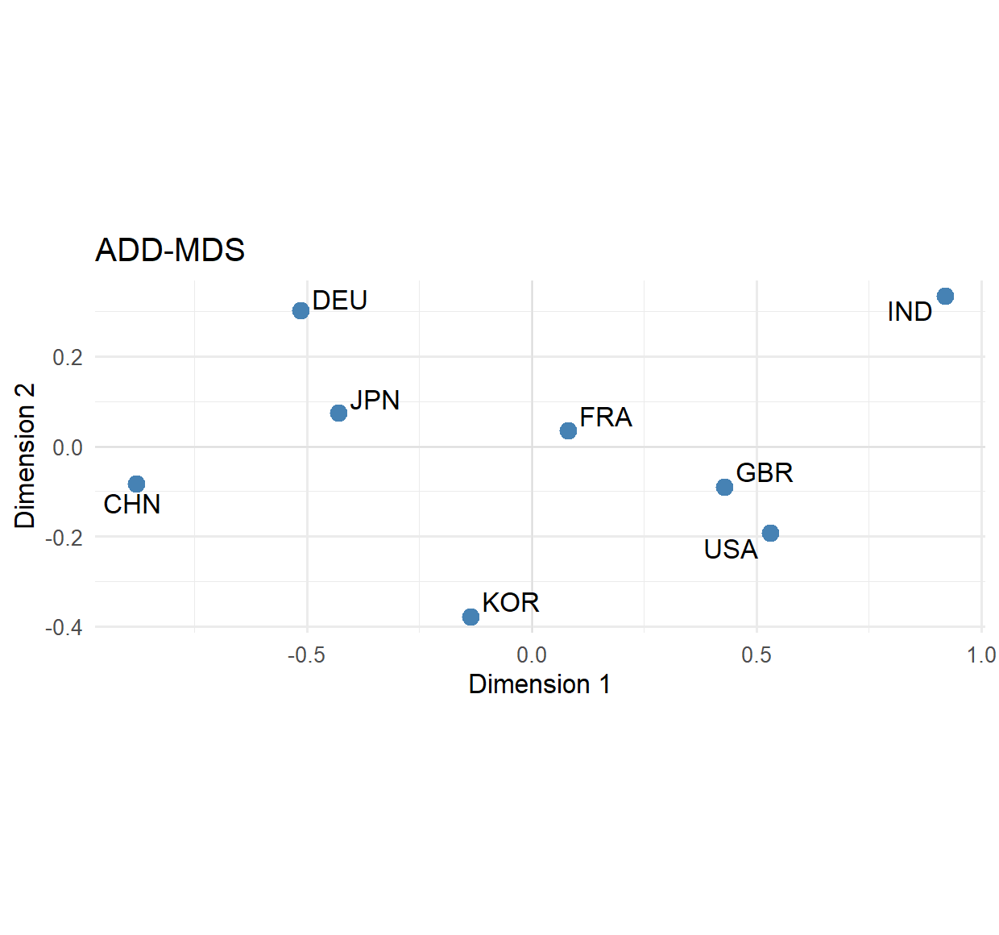 ADD-MDS
DEU
IND
0.2
JPN
FRA
0.0
GBR
CHN
-0.2
USA
KOR
-0.4
-0.5
0.0
0.5
1.0
Dimension 1
Dimension 2